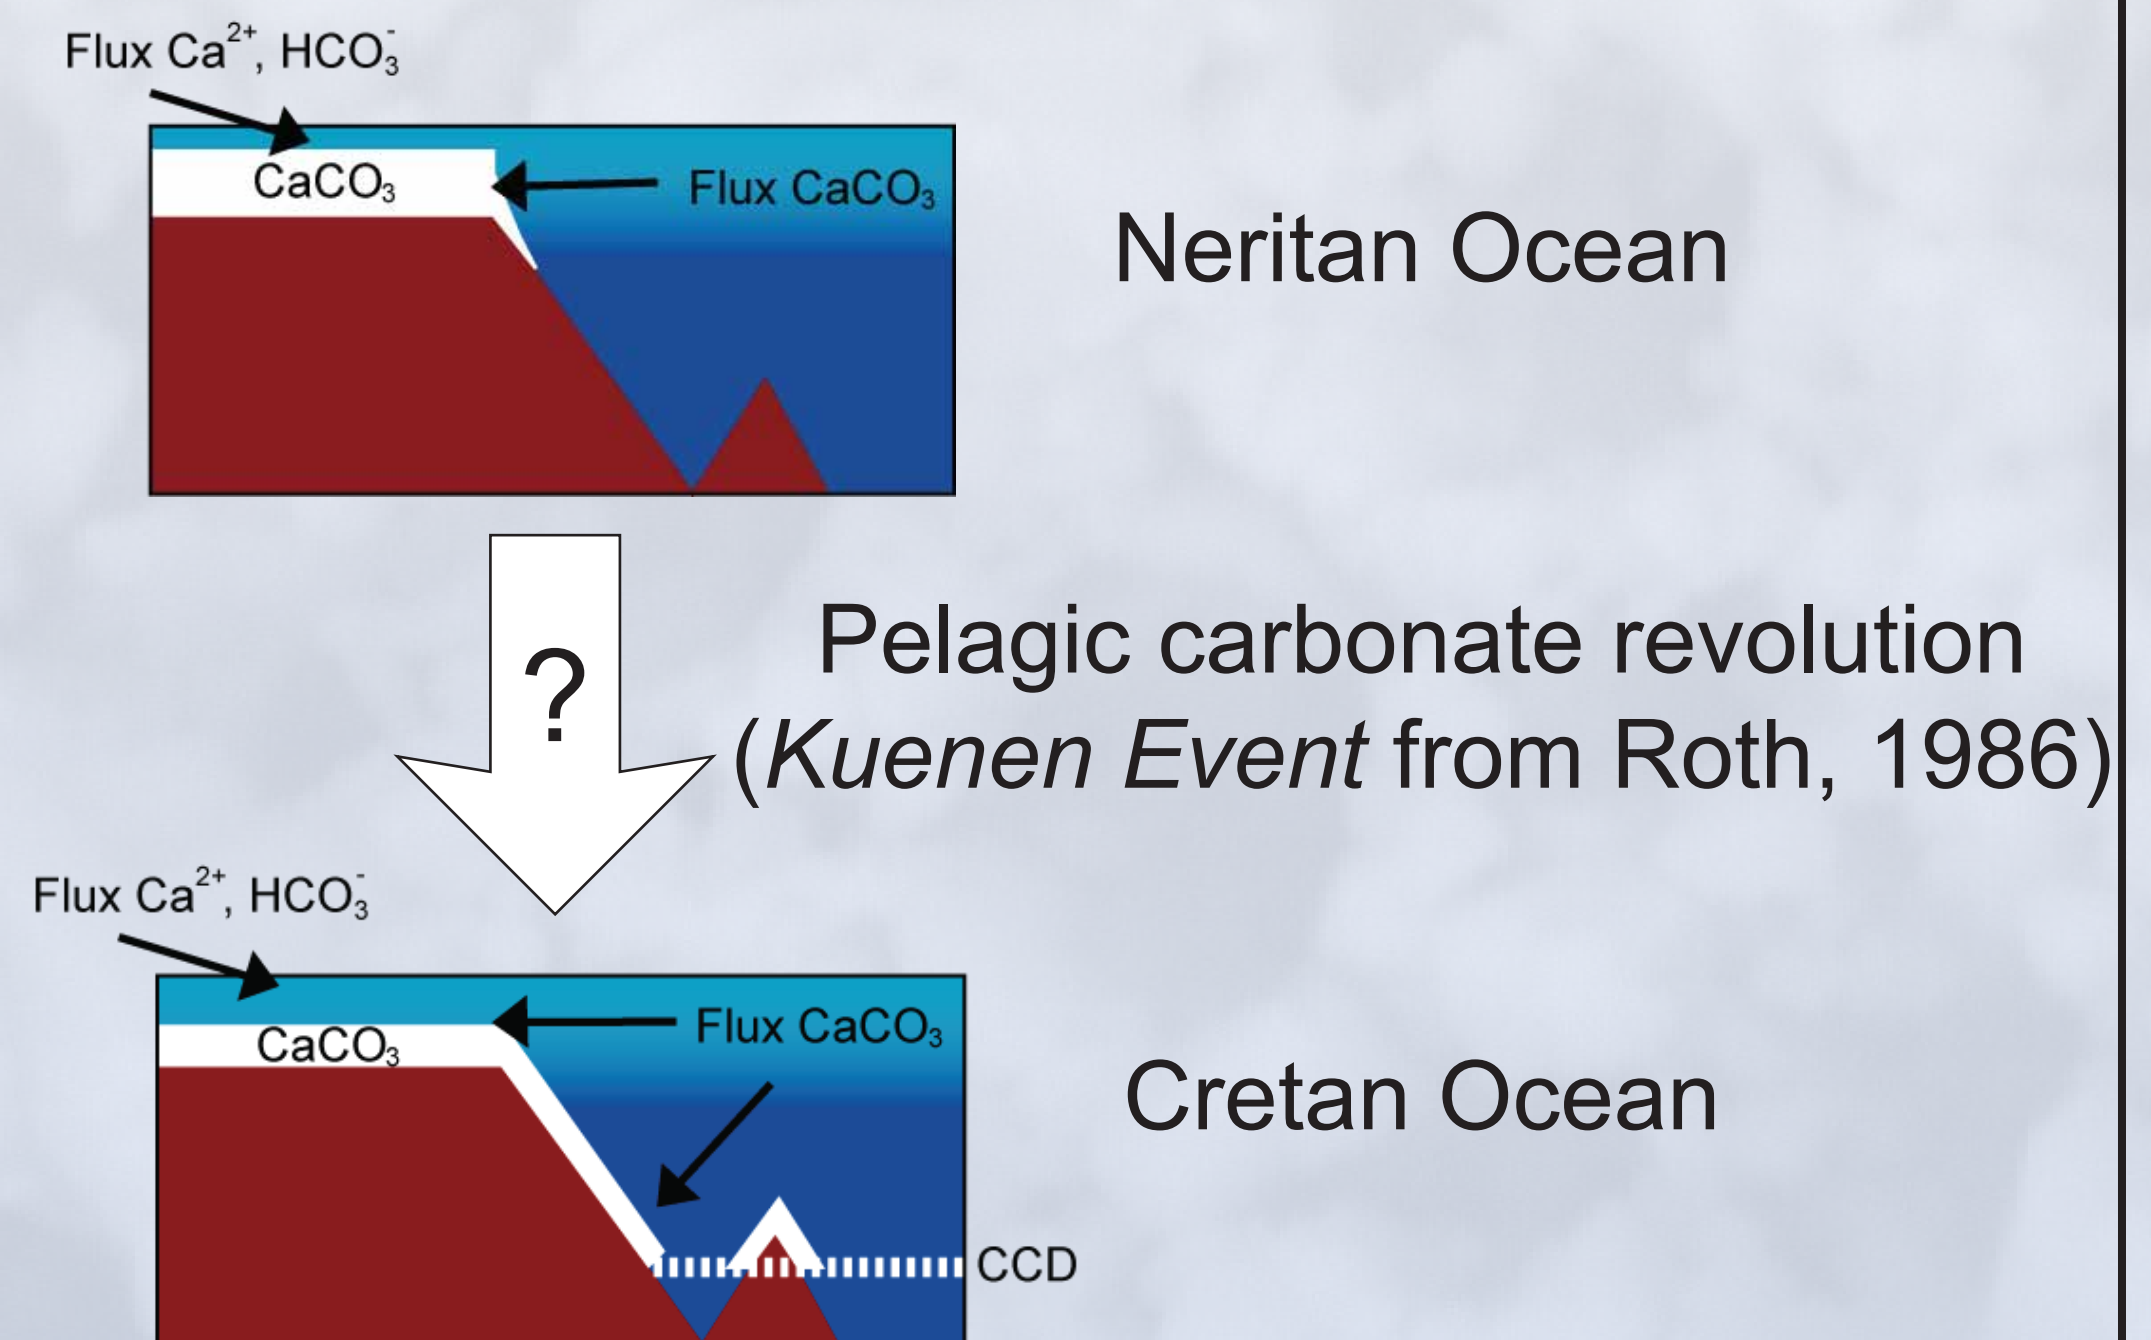 Flux Ca²⁺, HCO₃⁻
CaCO₃
Flux CaCO₃
Neritan Ocean
?
Pelagic carbonate revolution
(Kuenen Event from Roth, 1986)
Flux Ca²⁺, HCO₃⁻
CaCO₃
Flux CaCO₃
Cretan Ocean
CCD